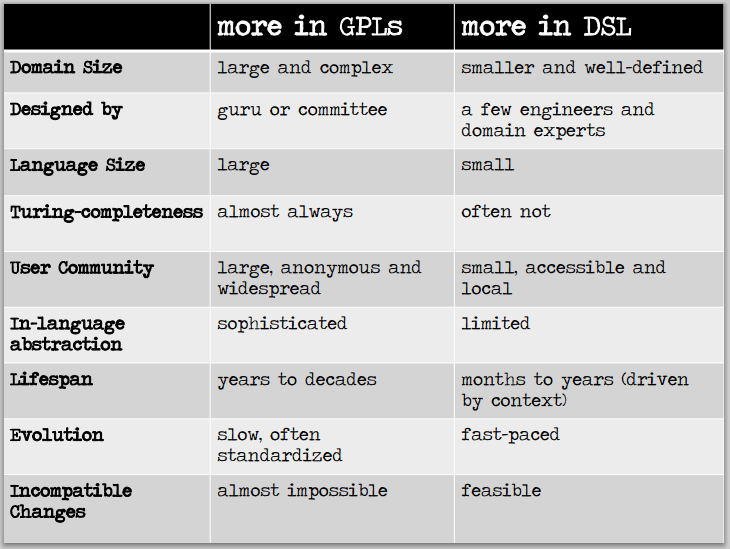 more in GPLs more in DSL
Domain Size large and complex smaller and well-defined
Designed by guru or committee a few engineers and
domain experts
Language Size large small
Turing-completeness almost always often not
User Community large, anonymous and small, accessible and
widespread local
In-language sophisticated limited
abstraction
Lifespan years to decades months to years (driven
by context)
Evolution slow, often fast-paced
standardized
Incompatible almost impossible feasible
Changes